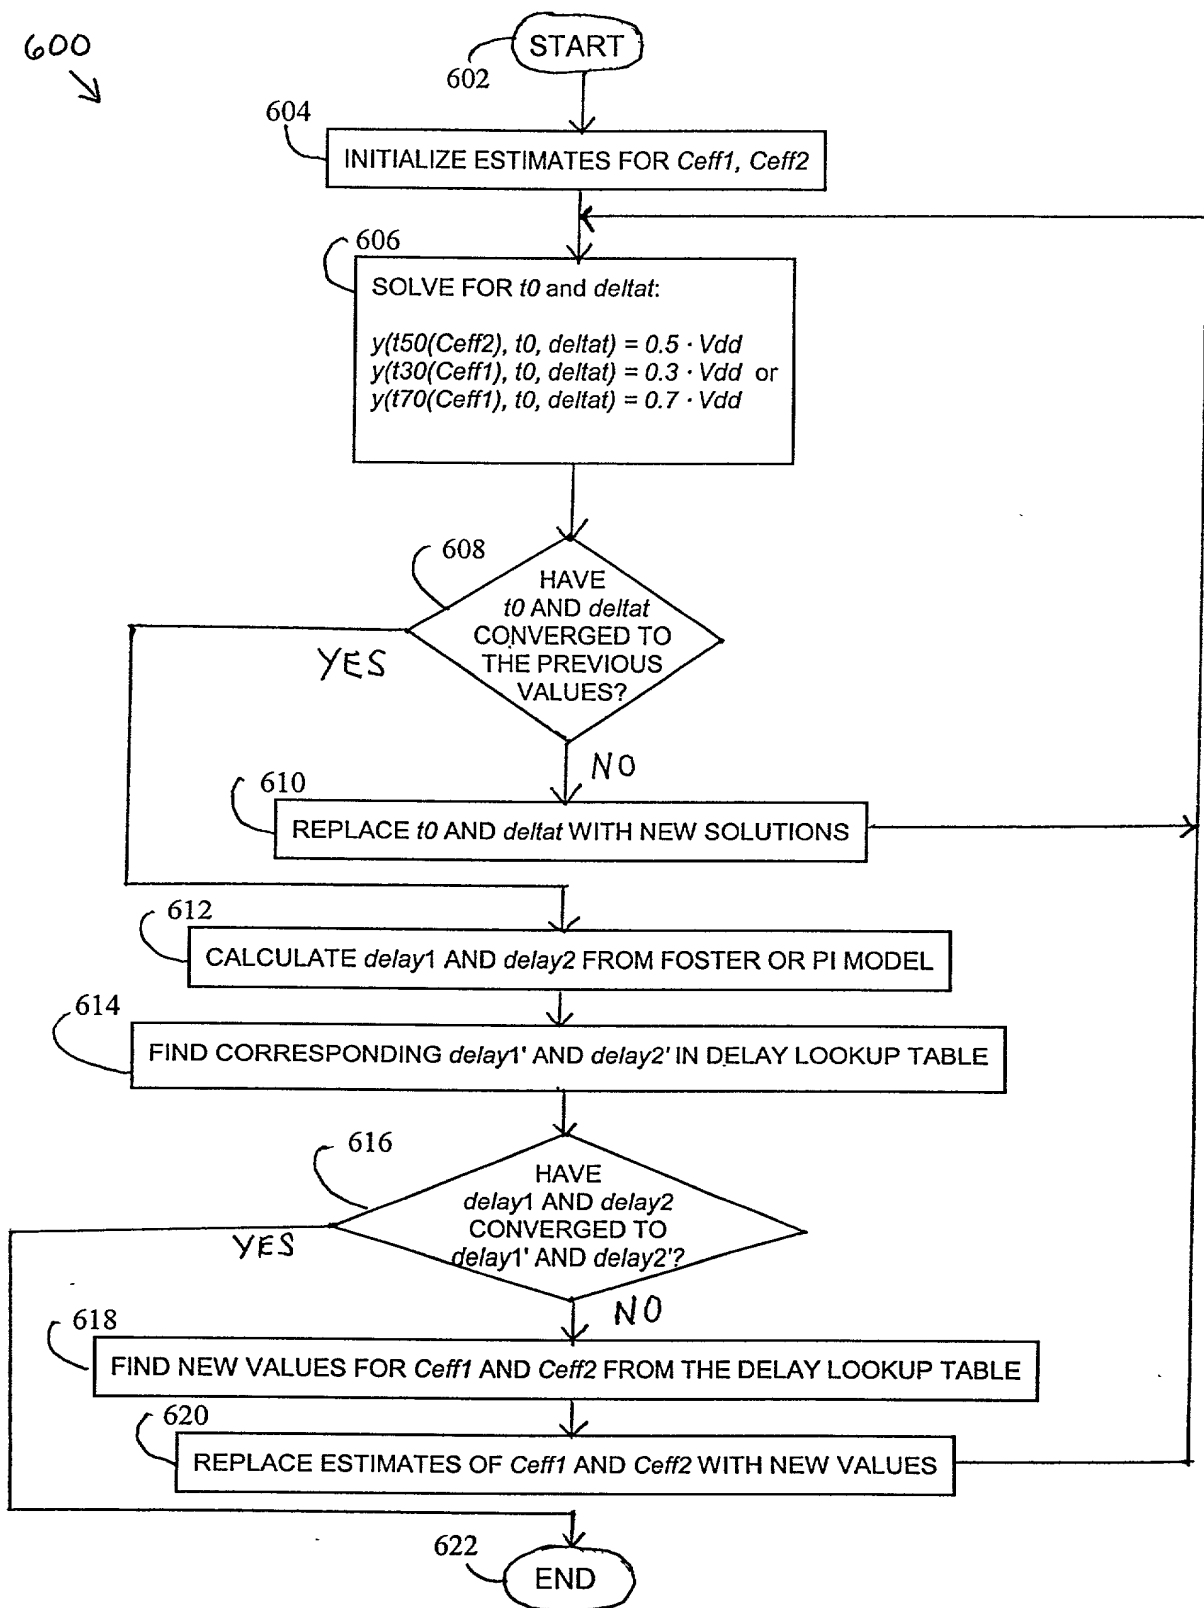 600
START
602
604
INITIALIZE ESTIMATES FOR Ceff1, Ceff2
606
SOLVE FOR t0 and deltat:
y(t50(Ceff2), t0, deltat) = 0.5 · Vdd
y(t30(Ceff1), t0, deltat) = 0.3 · Vdd or
y(t70(Ceff1), t0, deltat) = 0.7 · Vdd
608
HAVE
t0 AND deltat
CONVERGED TO
THE PREVIOUS
VALUES?
YES
NO
610
REPLACE t0 AND deltat WITH NEW SOLUTIONS
612
CALCULATE delay1 AND delay2 FROM FOSTER OR PI MODEL
614
FIND CORRESPONDING delay1' AND delay2' IN DELAY LOOKUP TABLE
616
HAVE
delay1 AND delay2
CONVERGED TO
delay1' AND delay2'?
YES
NO
618
FIND NEW VALUES FOR Ceff1 AND Ceff2 FROM THE DELAY LOOKUP TABLE
620
REPLACE ESTIMATES OF Ceff1 AND Ceff2 WITH NEW VALUES
622
END